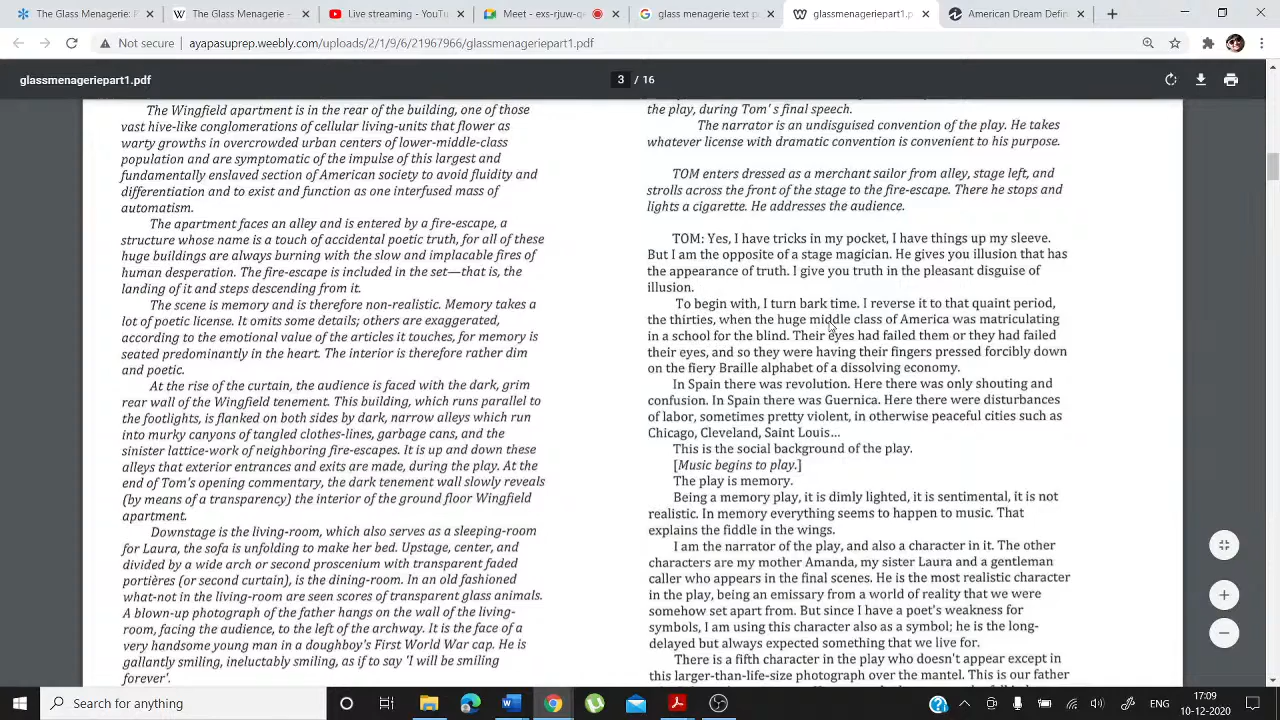 The Glass Menagerie - P
The Glass Menagerie -
Live streaming - YouTu
Meet - exs-rjuw-q
glass menagerie text p
glassmenageriepart1.p
American Dream Defin
Not secure
ayapasuprep.weebly.com/uploads/2/1/9/6/21967966/glassmenageriepart1.pdf
glassmenageriepart1.pdf
3 / 16
The Wingfield apartment is in the rear of the building, one of those
vast hive-like conglomerations of cellular living-units that flower as
warty growths in overcrowded urban centers of lower-middle-class
population and are symptomatic of the impulse of this largest and
fundamentally enslaved section of American society to avoid fluidity and
differentiation and to exist and function as one interfused mass of
automatism.
The apartment faces an alley and is entered by a fire-escape, a
structure whose name is a touch of accidental poetic truth, for all of these
huge buildings are always burning with the slow and implacable fires of
human desperation. The fire-escape is included in the set—that is, the
landing of it and steps descending from it.
The scene is memory and is therefore non-realistic. Memory takes a
lot of poetic license. It omits some details; others are exaggerated,
according to the emotional value of the articles it touches, for memory is
seated predominantly in the heart. The interior is therefore rather dim
and poetic.
At the rise of the curtain, the audience is faced with the dark, grim
rear wall of the Wingfield tenement. This building, which runs parallel to
the footlights, is flanked on both sides by dark, narrow alleys which run
into murky canyons of tangled clothes-lines, garbage cans, and the
sinister lattice-work of neighboring fire-escapes. It is up and down these
alleys that exterior entrances and exits are made, during the play. At the
end of Tom's opening commentary, the dark tenement wall slowly reveals
(by means of a transparency) the interior of the ground floor Wingfield
apartment.
Downstage is the living-room, which also serves as a sleeping-room
for Laura, the sofa is unfolding to make her bed. Upstage, center, and
divided by a wide arch or second proscenium with transparent faded
portières (or second curtain), is the dining-room. In an old fashioned
what-not in the living-room are seen scores of transparent glass animals.
A blown-up photograph of the father hangs on the wall of the living-
room, facing the audience, to the left of the archway. It is the face of a
very handsome young man in a doughboy's First World War cap. He is
gallantly smiling, ineluctably smiling, as if to say 'I will be smiling
forever'.
the play, during Tom's final speech.
The narrator is an undisguised convention of the play. He takes
whatever license with dramatic convention is convenient to his purpose.
TOM enters dressed as a merchant sailor from alley, stage left, and
strolls across the front of the stage to the fire-escape. There he stops and
lights a cigarette. He addresses the audience.
TOM: Yes, I have tricks in my pocket, I have things up my sleeve.
But I am the opposite of a stage magician. He gives you illusion that has
the appearance of truth. I give you truth in the pleasant disguise of
illusion.
To begin with, I turn bark time. I reverse it to that quaint period,
the thirties, when the huge middle class of America was matriculating
in a school for the blind. Their eyes had failed them or they had failed
their eyes, and so they were having their fingers pressed forcibly down
on the fiery Braille alphabet of a dissolving economy.
In Spain there was revolution. Here there was only shouting and
confusion. In Spain there was Guernica. Here there were disturbances
of labor, sometimes pretty violent, in otherwise peaceful cities such as
Chicago, Cleveland, Saint Louis...
This is the social background of the play.
[Music begins to play.]
The play is memory.
Being a memory play, it is dimly lighted, it is sentimental, it is not
realistic. In memory everything seems to happen to music. That
explains the fiddle in the wings.
I am the narrator of the play, and also a character in it. The other
characters are my mother Amanda, my sister Laura and a gentleman
caller who appears in the final scenes. He is the most realistic character
in the play, being an emissary from a world of reality that we were
somehow set apart from. But since I have a poet's weakness for
symbols, I am using this character also as a symbol; he is the long-
delayed but always expected something that we live for.
There is a fifth character in the play who doesn't appear except in
this larger-than-life-size photograph over the mantel. This is our father
Search for anything
ENG
17:09
10-12-2020